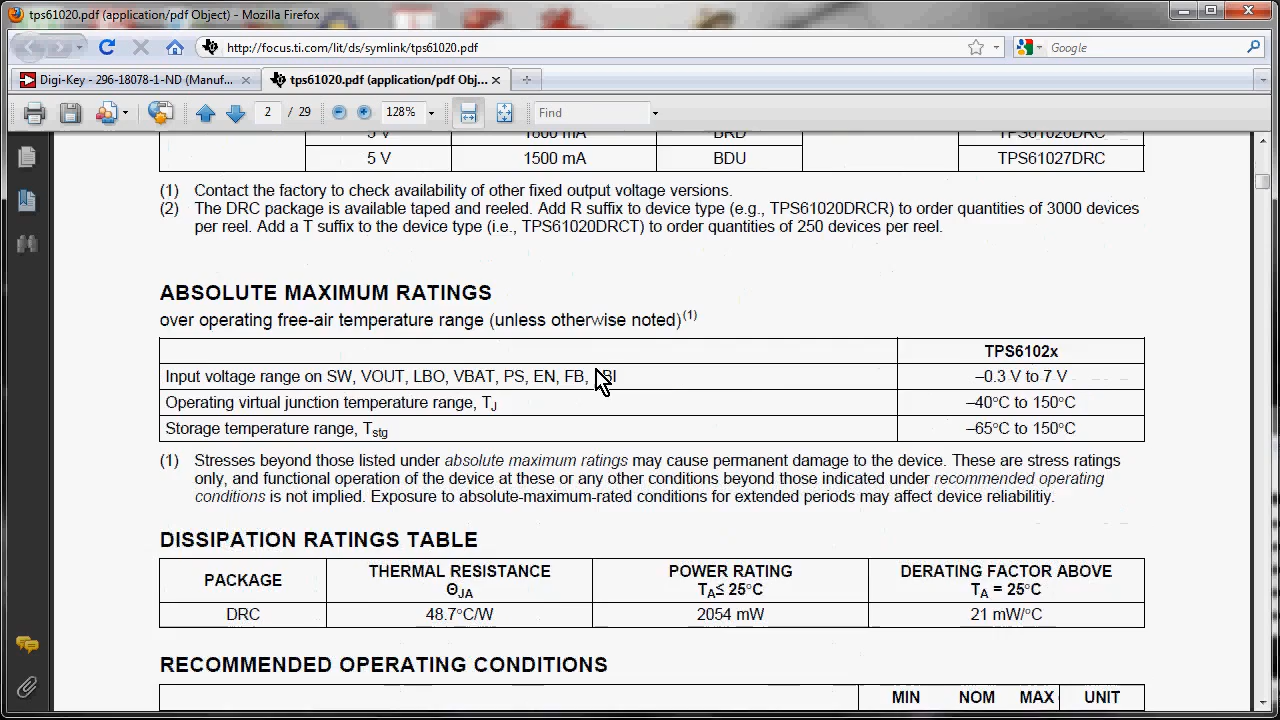 tps61020.pdf (application/pdf Object) - Mozilla Firefox
http://focus.ti.com/lit/ds/symlink/tps61020.pdf
Google
Digi-Key - 296-18078-1-ND (Manuf...
tps61020.pdf (application/pdf Obj...
2 / 29
128%
Find
5 V 1800 mA BRD TPS61026DRC
5 V 1500 mA BDU TPS61027DRC
(1) Contact the factory to check availability of other fixed output voltage versions.
(2) The DRC package is available taped and reeled. Add R suffix to device type (e.g., TPS61020DRCR) to order quantities of 3000 devices
per reel. Add a T suffix to the device type (i.e., TPS61020DRCT) to order quantities of 250 devices per reel.
ABSOLUTE MAXIMUM RATINGS
over operating free-air temperature range (unless otherwise noted)(1)
TPS6102x
Input voltage range on SW, VOUT, LBO, VBAT, PS, EN, FB, LBI –0.3 V to 7 V
Operating virtual junction temperature range, TJ –40°C to 150°C
Storage temperature range, Tstg –65°C to 150°C
(1) Stresses beyond those listed under absolute maximum ratings may cause permanent damage to the device. These are stress ratings
only, and functional operation of the device at these or any other conditions beyond those indicated under recommended operating
conditions is not implied. Exposure to absolute-maximum-rated conditions for extended periods may affect device reliabilitiy.
DISSIPATION RATINGS TABLE
PACKAGE THERMAL RESISTANCE POWER RATING DERATING FACTOR ABOVE
ΘJA TA≤ 25°C TA = 25°C
DRC 48.7°C/W 2054 mW 21 mW/°C
RECOMMENDED OPERATING CONDITIONS
MIN NOM MAX UNIT